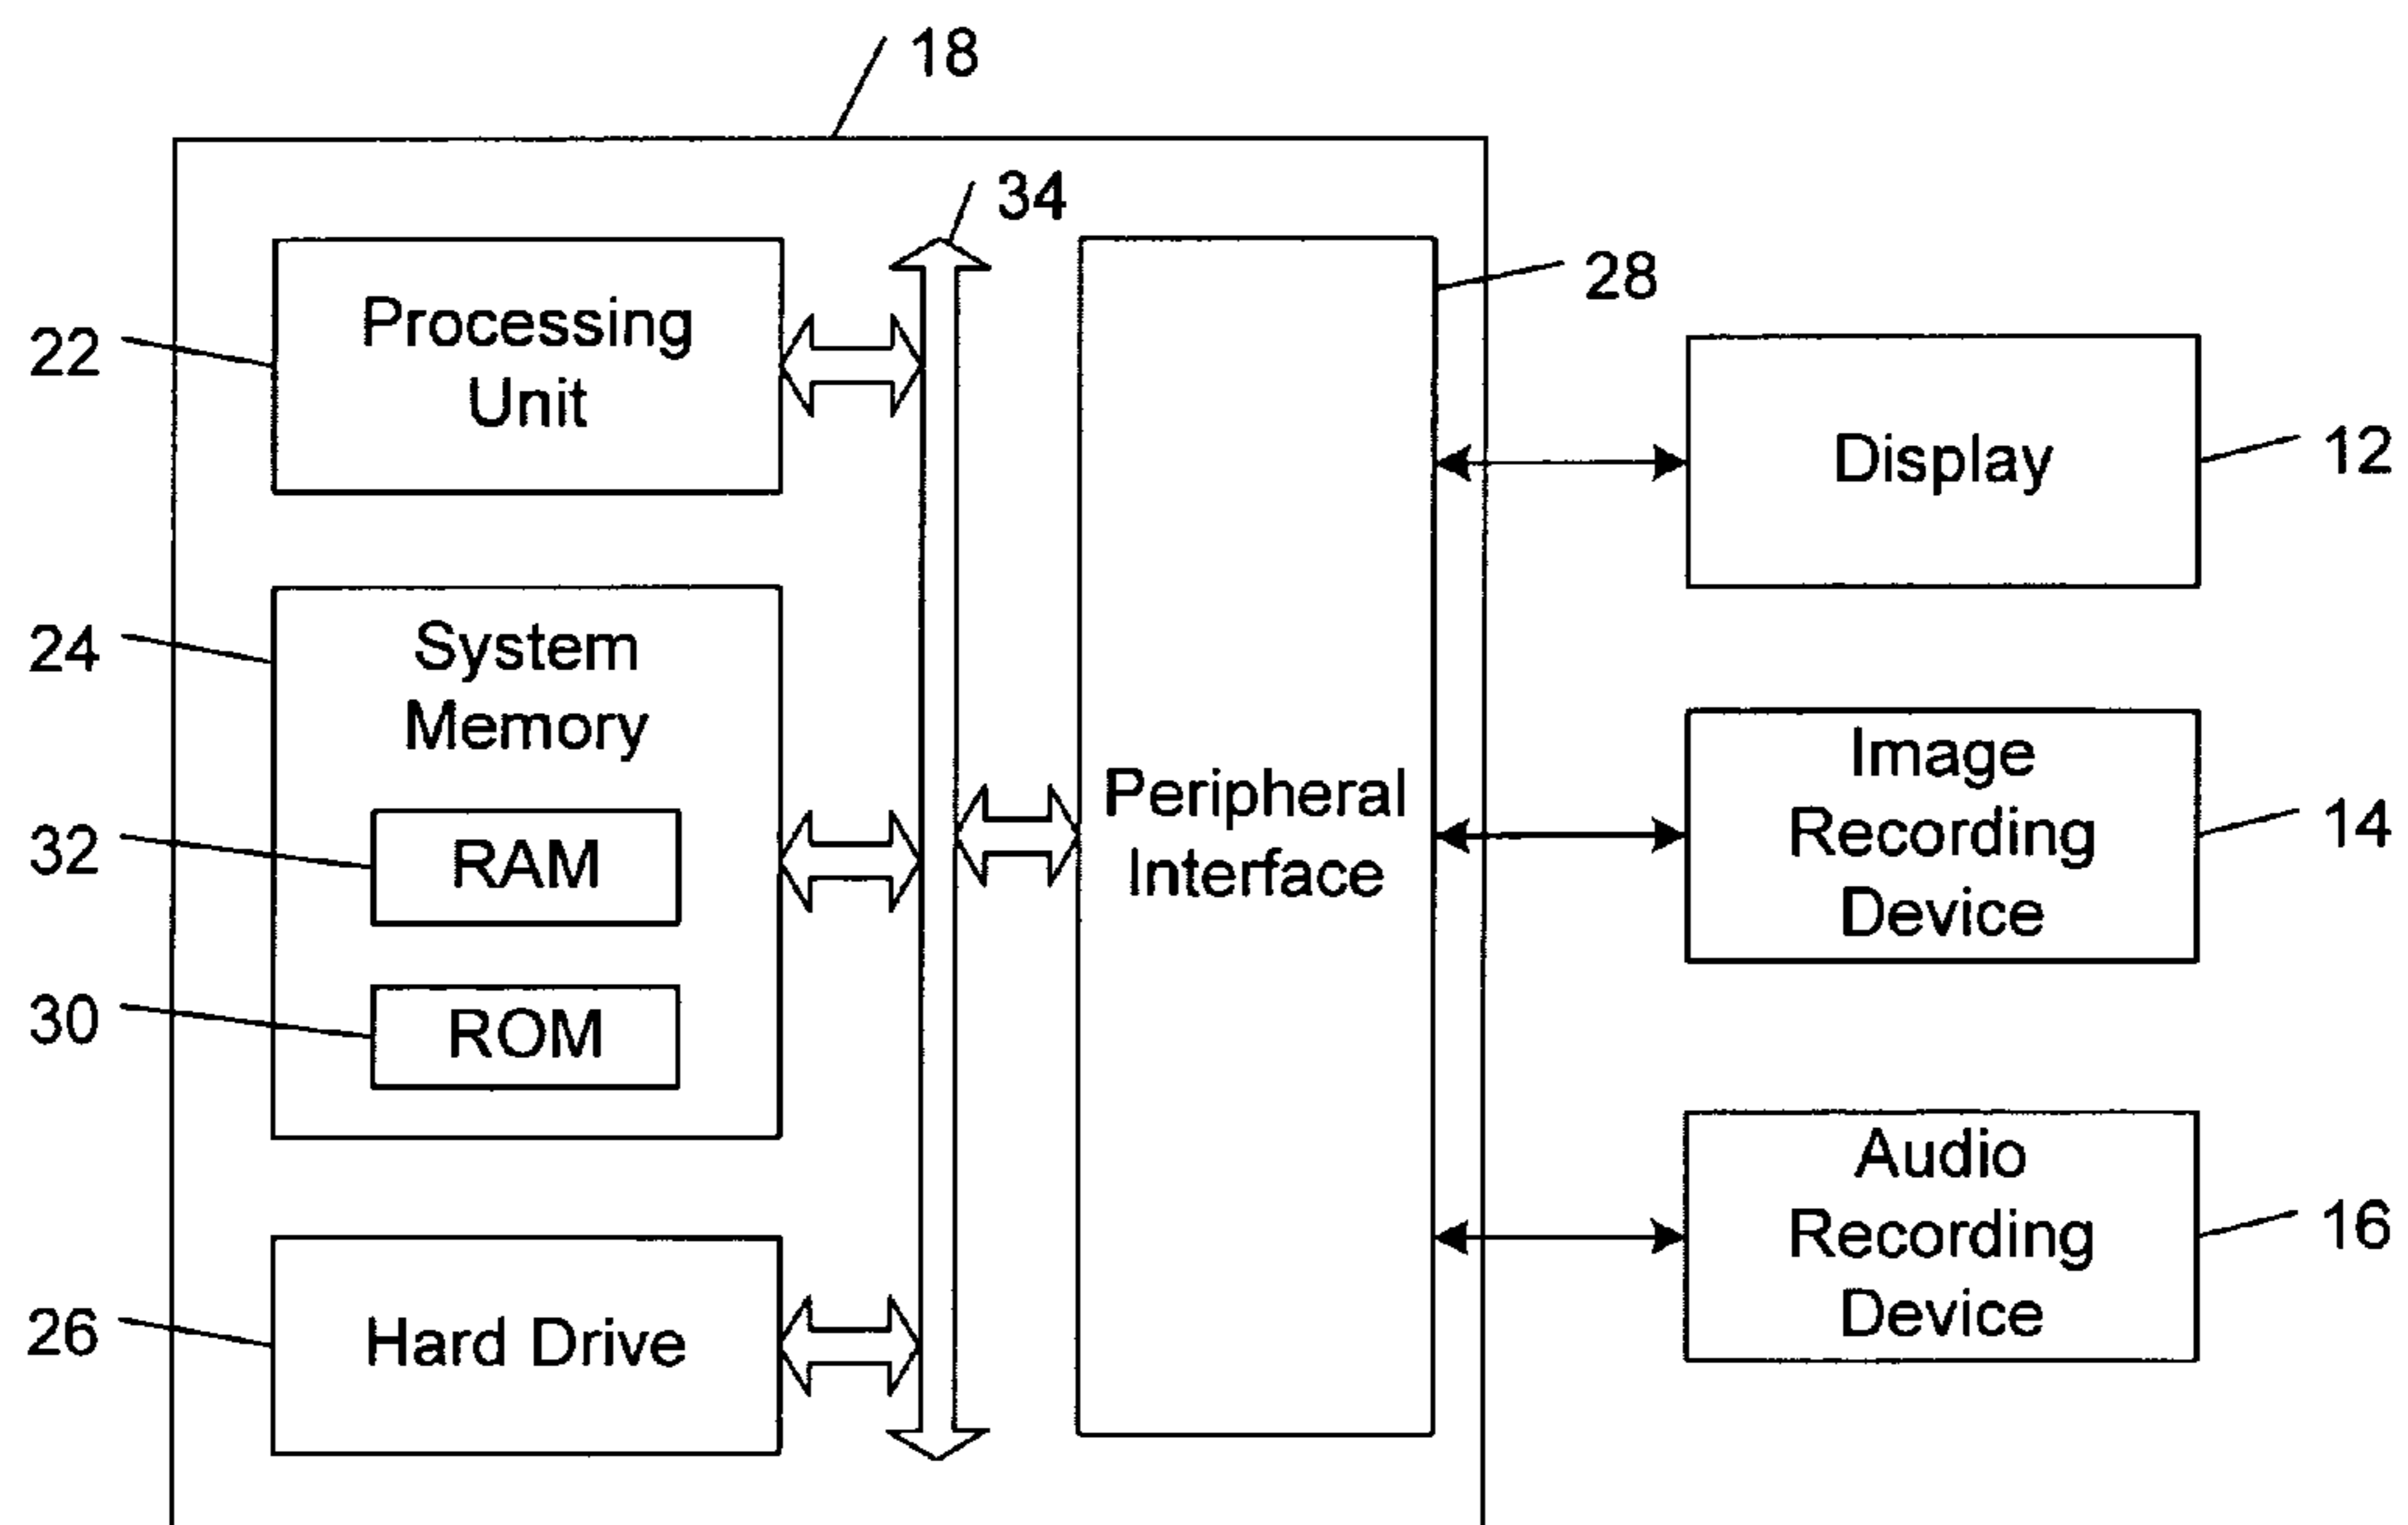 18
34
28
Processing
Unit
22
Display
12
System
Memory
24
Image
Recording
Device
14
Peripheral
Interface
RAM
32
ROM
30
Audio
Recording
Device
16
Hard Drive
26